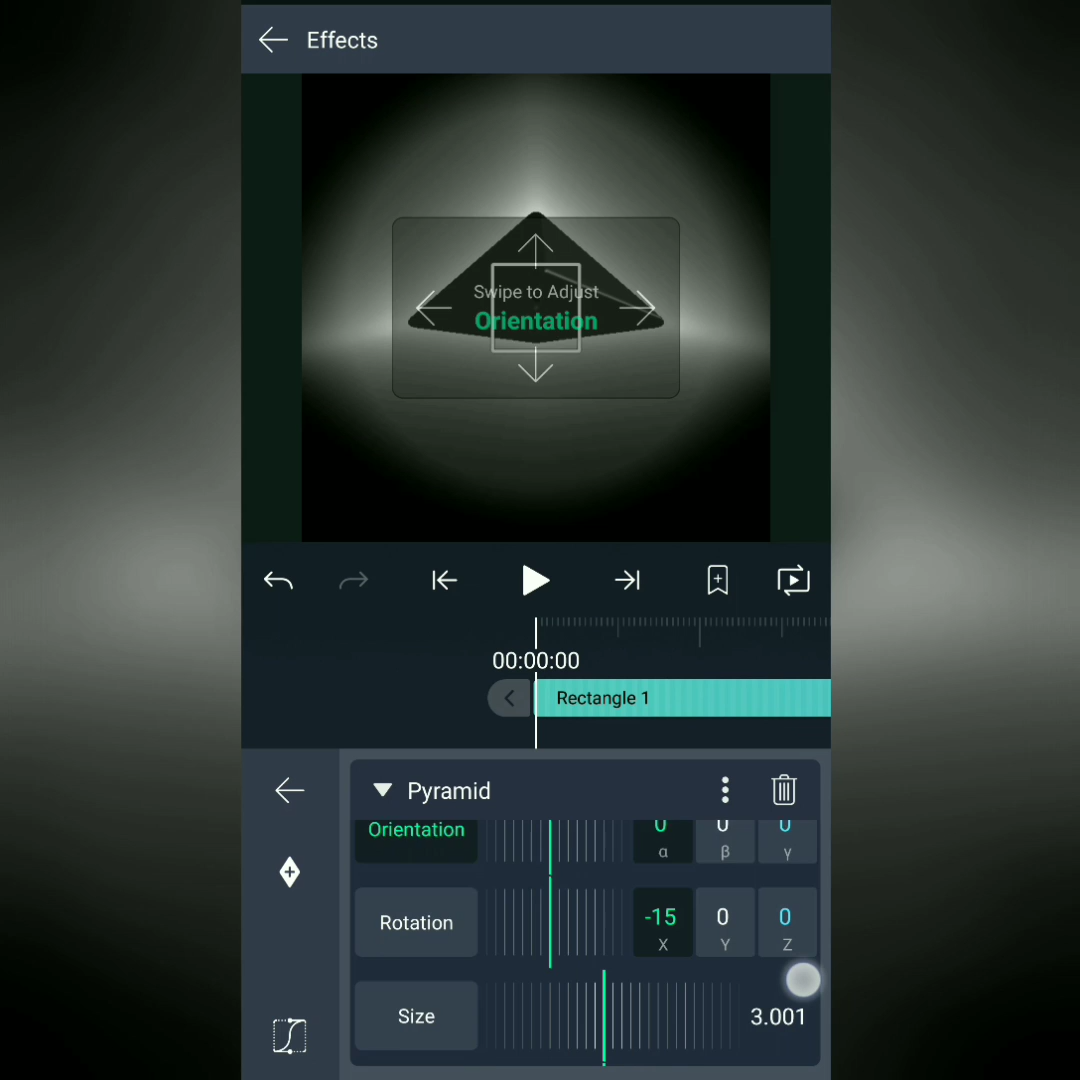 Effects
Swipe to Adjust
Orientation
00:00:00
Rectangle 1
Pyramid
Orientation 0 0 0
α β γ
Rotation -15 0 0
X Y Z
Size 3.001